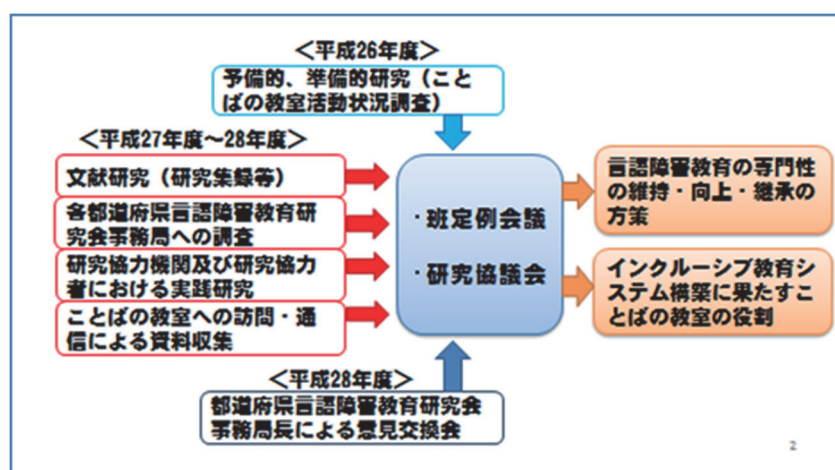 ＜平成26年度＞
予備的、準備的研究（こと
ばの教室活動状況調査）
＜平成27年度～28年度＞
文献研究（研究集録等）
各都道府県言語障害教育研
究会事務局への調査
研究協力機関及び研究協力
者における実践研究
ことばの教室への訪問・通
信による資料収集
・班定例会議
・研究協議会
言語障害教育の専門性
の維持・向上・継承の
方策
インクルーシブ教育シ
ステム構築に果たすこ
とばの教室の役割
＜平成28年度＞
都道府県言語障害教育研究会
事務局長による意見交換会
2